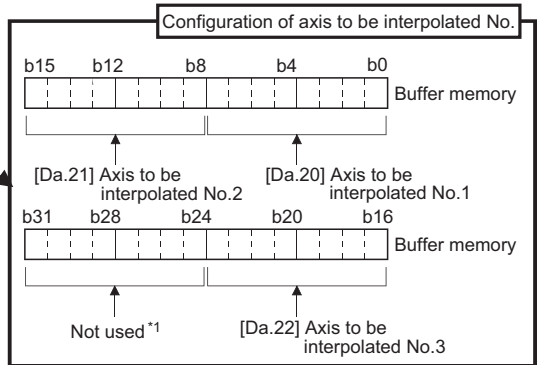 Configuration of axis to be interpolated No.
b15 b12 b8 b4 b0
Buffer memory
[Da.21] Axis to be interpolated No.2
[Da.20] Axis to be interpolated No.1
b31 b28 b24 b20 b16
Buffer memory
Not used *1
[Da.22] Axis to be interpolated No.3